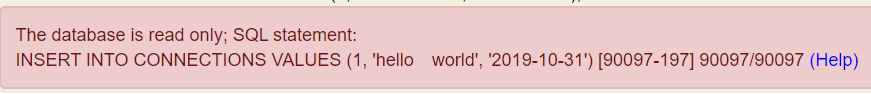 The database is read only; SQL statement:
INSERT INTO CONNECTIONS VALUES (1, 'hello    world', '2019-10-31') [90097-197] 90097/90097 (Help)